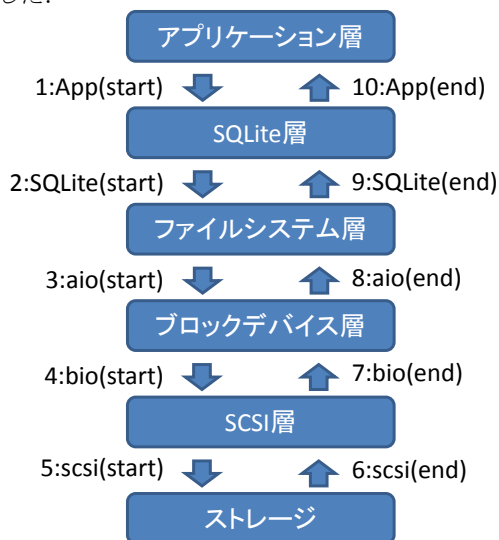 した.
アプリケーション層
1:App(start) 10:App(end)
SQLite層
2:SQLite(start) 9:SQLite(end)
ファイルシステム層
3:aio(start) 8:aio(end)
ブロックデバイス層
4:bio(start) 7:bio(end)
SCSI層
5:scsi(start) 6:scsi(end)
ストレージ